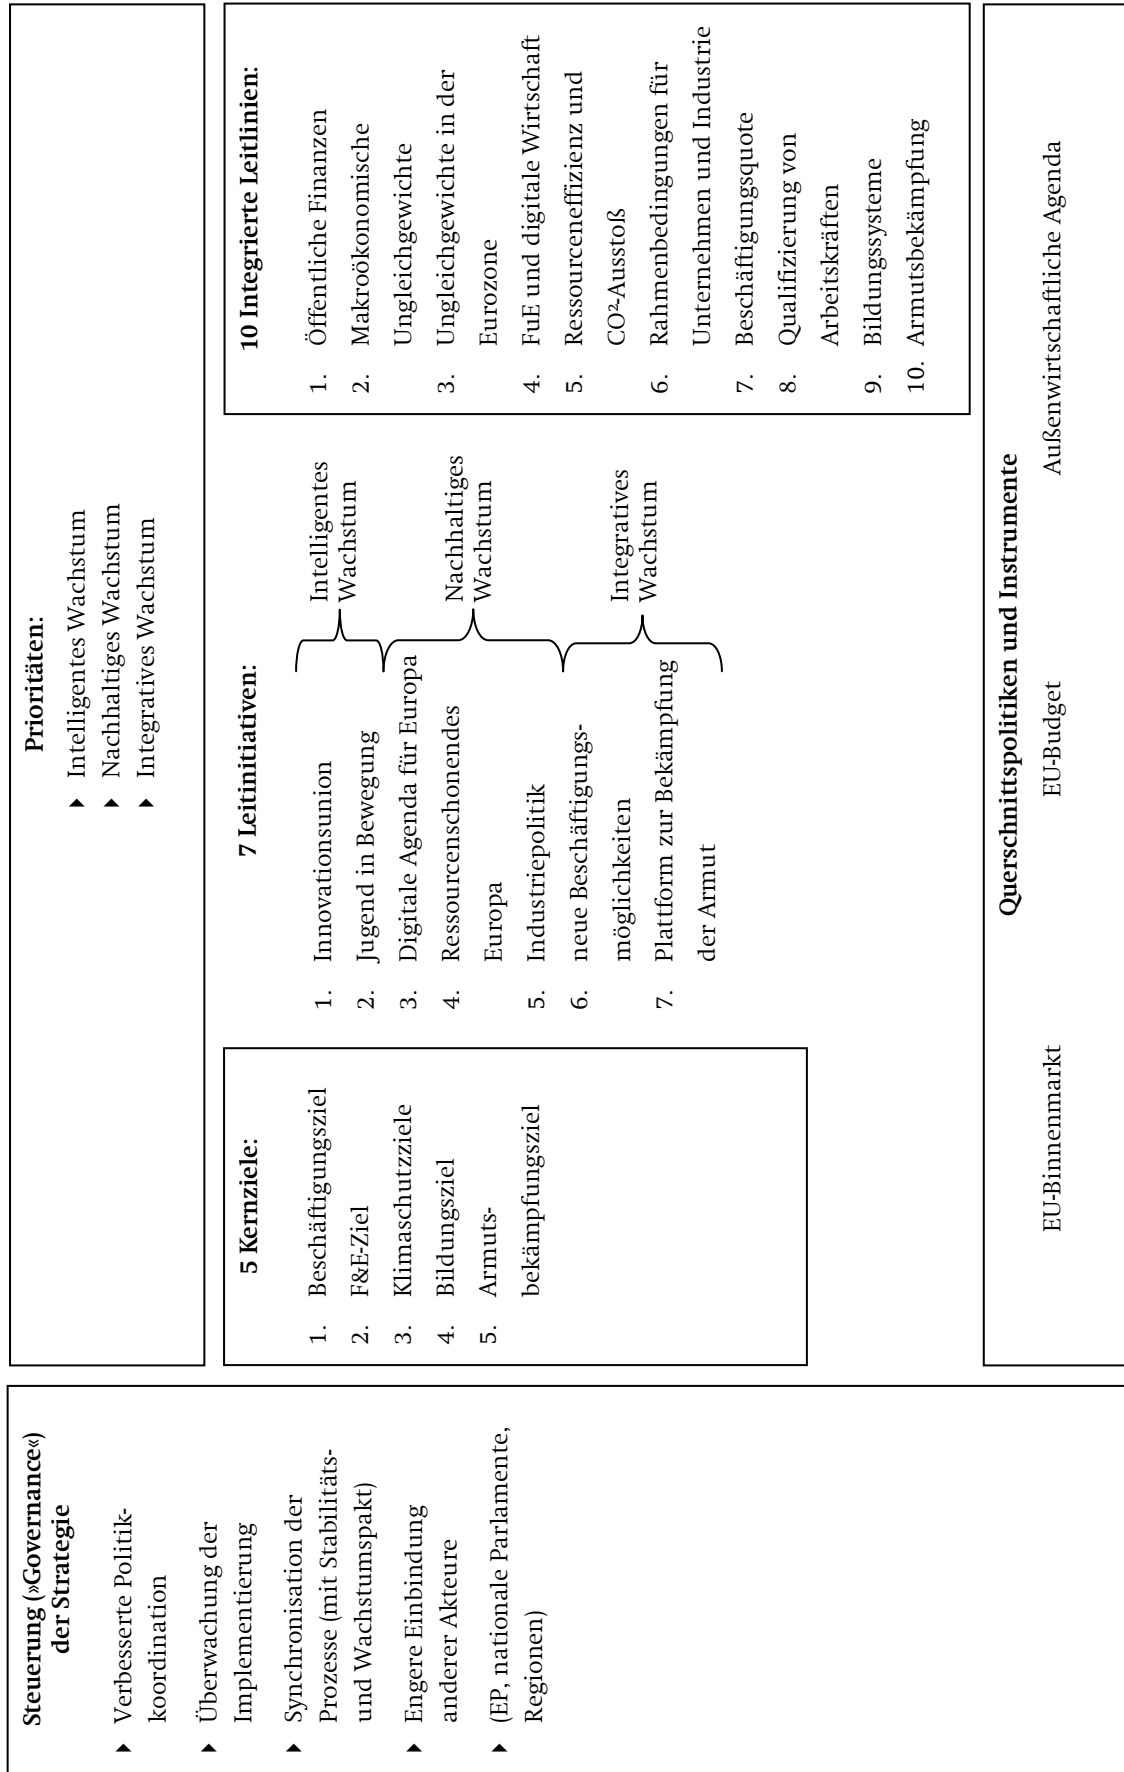 Steuerung (»Governance«)
der Strategie
Verbesserte Politik-
koordination
Überwachung der
Implementierung
Synchronisation der
Prozesse (mit Stabilitäts-
und Wachstumspakt)
Engere Einbindung
anderer Akteure
(EP, nationale Parlamente,
Regionen)
Prioritäten:
Intelligentes Wachstum
Nachhaltiges Wachstum
Integratives Wachstum
5 Kernziele:
1. Beschäftigungsziel
2. F&E-Ziel
3. Klimaschutzziele
4. Bildungsziel
5. Armuts-
bekämpfungsziel
7 Leitinitiativen:
1. Innovationsunion
2. Jugend in Bewegung
3. Digitale Agenda für Europa
4. Ressourcenschonendes
Europa
5. Industriepolitik
6. neue Beschäftigungs-
möglichkeiten
7. Plattform zur Bekämpfung
der Armut
Intelligentes
Wachstum
Nachhaltiges
Wachstum
Integratives
Wachstum
10 Integrierte Leitlinien:
1. Öffentliche Finanzen
2. Makroökonomische
Ungleichgewichte
3. Ungleichgewichte in der
Eurozone
4. FuE und digitale Wirtschaft
5. Ressourceneffizienz und
CO²-Ausstoß
6. Rahmenbedingungen für
Unternehmen und Industrie
7. Beschäftigungsquote
8. Qualifizierung von
Arbeitskräften
9. Bildungssysteme
10. Armutsbekämpfung
Querschnittspolitiken und Instrumente
EU-Binnenmarkt EU-Budget Außenwirtschaftliche Agenda